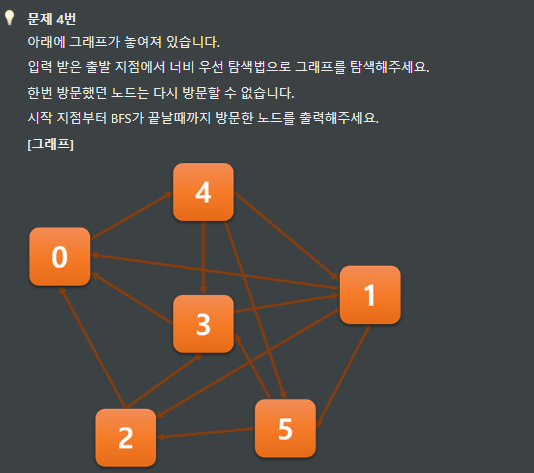 문제 4번
아래에 그래프가 놓여져 있습니다.
입력 받은 출발 지점에서 너비 우선 탐색법으로 그래프를 탐색해주세요.
한번 방문했던 노드는 다시 방문할 수 없습니다.
시작 지점부터 BFS가 끝날때까지 방문한 노드를 출력해주세요.
[그래프]
4
0
1
3
2
5